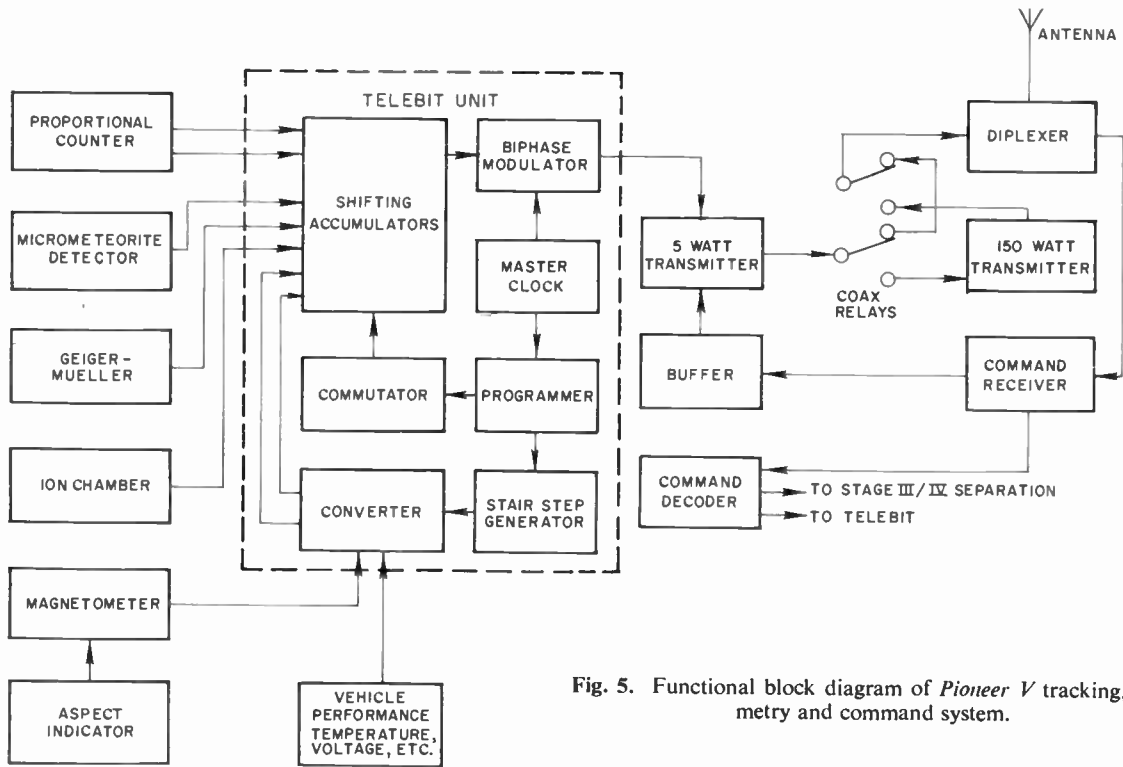 ANTENNA
TELEBIT UNIT
PROPORTIONAL
COUNTER
MICROMETEORITE
DETECTOR
GEIGER-
MUELLER
ION CHAMBER
MAGNETOMETER
ASPECT
INDICATOR
SHIFTING
ACCUMULATORS
BIPHASE
MODULATOR
MASTER
CLOCK
COMMUTATOR
PROGRAMMER
CONVERTER
STAIR STEP
GENERATOR
VEHICLE
PERFORMANCE
TEMPERATURE,
VOLTAGE, ETC.
5 WATT
TRANSMITTER
BUFFER
COMMAND
DECODER
TO STAGE III/IV SEPARATION
TO TELEBIT
DIPLEXER
150 WATT
TRANSMITTER
COAX
RELAYS
COMMAND
RECEIVER
Fig. 5. Functional block diagram of Pioneer V tracking,
metry and command system.